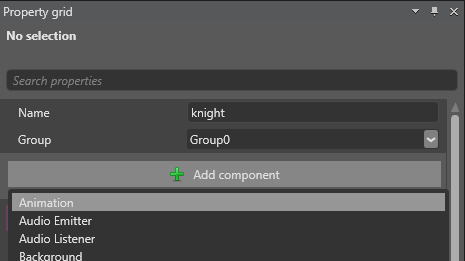 Property grid
No selection
Search properties
Name knight
Group Group0
Add component
Animation
Audio Emitter
Audio Listener
Background